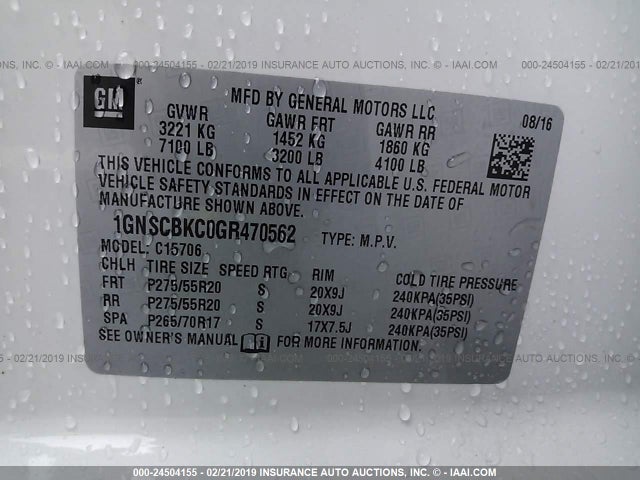 000-24504155 - 02/21/2019 INSURANCE AUTO AUCTIONS, INC. - © IAAI.COM
GM
MFD BY GENERAL MOTORS LLC
08/16
GVWR GAWR FRT GAWR RR
3221 KG 1452 KG 1860 KG
7100 LB 3200 LB 4100 LB
THIS VEHICLE CONFORMS TO ALL APPLICABLE U.S. FEDERAL MOTOR
VEHICLE SAFETY STANDARDS IN EFFECT ON THE DATE OF
MANUFACTURE SHOWN ABOVE.
1GNSCBKC0GR470562 TYPE: M.P.V.
MODEL: C15706
CHLH TIRE SIZE SPEED RTG RIM COLD TIRE PRESSURE
FRT P275/55R20 S 20X9J 240KPA(35PSI)
RR P275/55R20 S 20X9J 240KPA(35PSI)
SPA P265/70R17 S 17X7.5J 240KPA(35PSI)
SEE OWNER'S MANUAL FOR MORE INFORMATION.
000-24504155 - 02/21/2019 INSURANCE AUTO AUCTIONS, INC. - © IAAI.COM